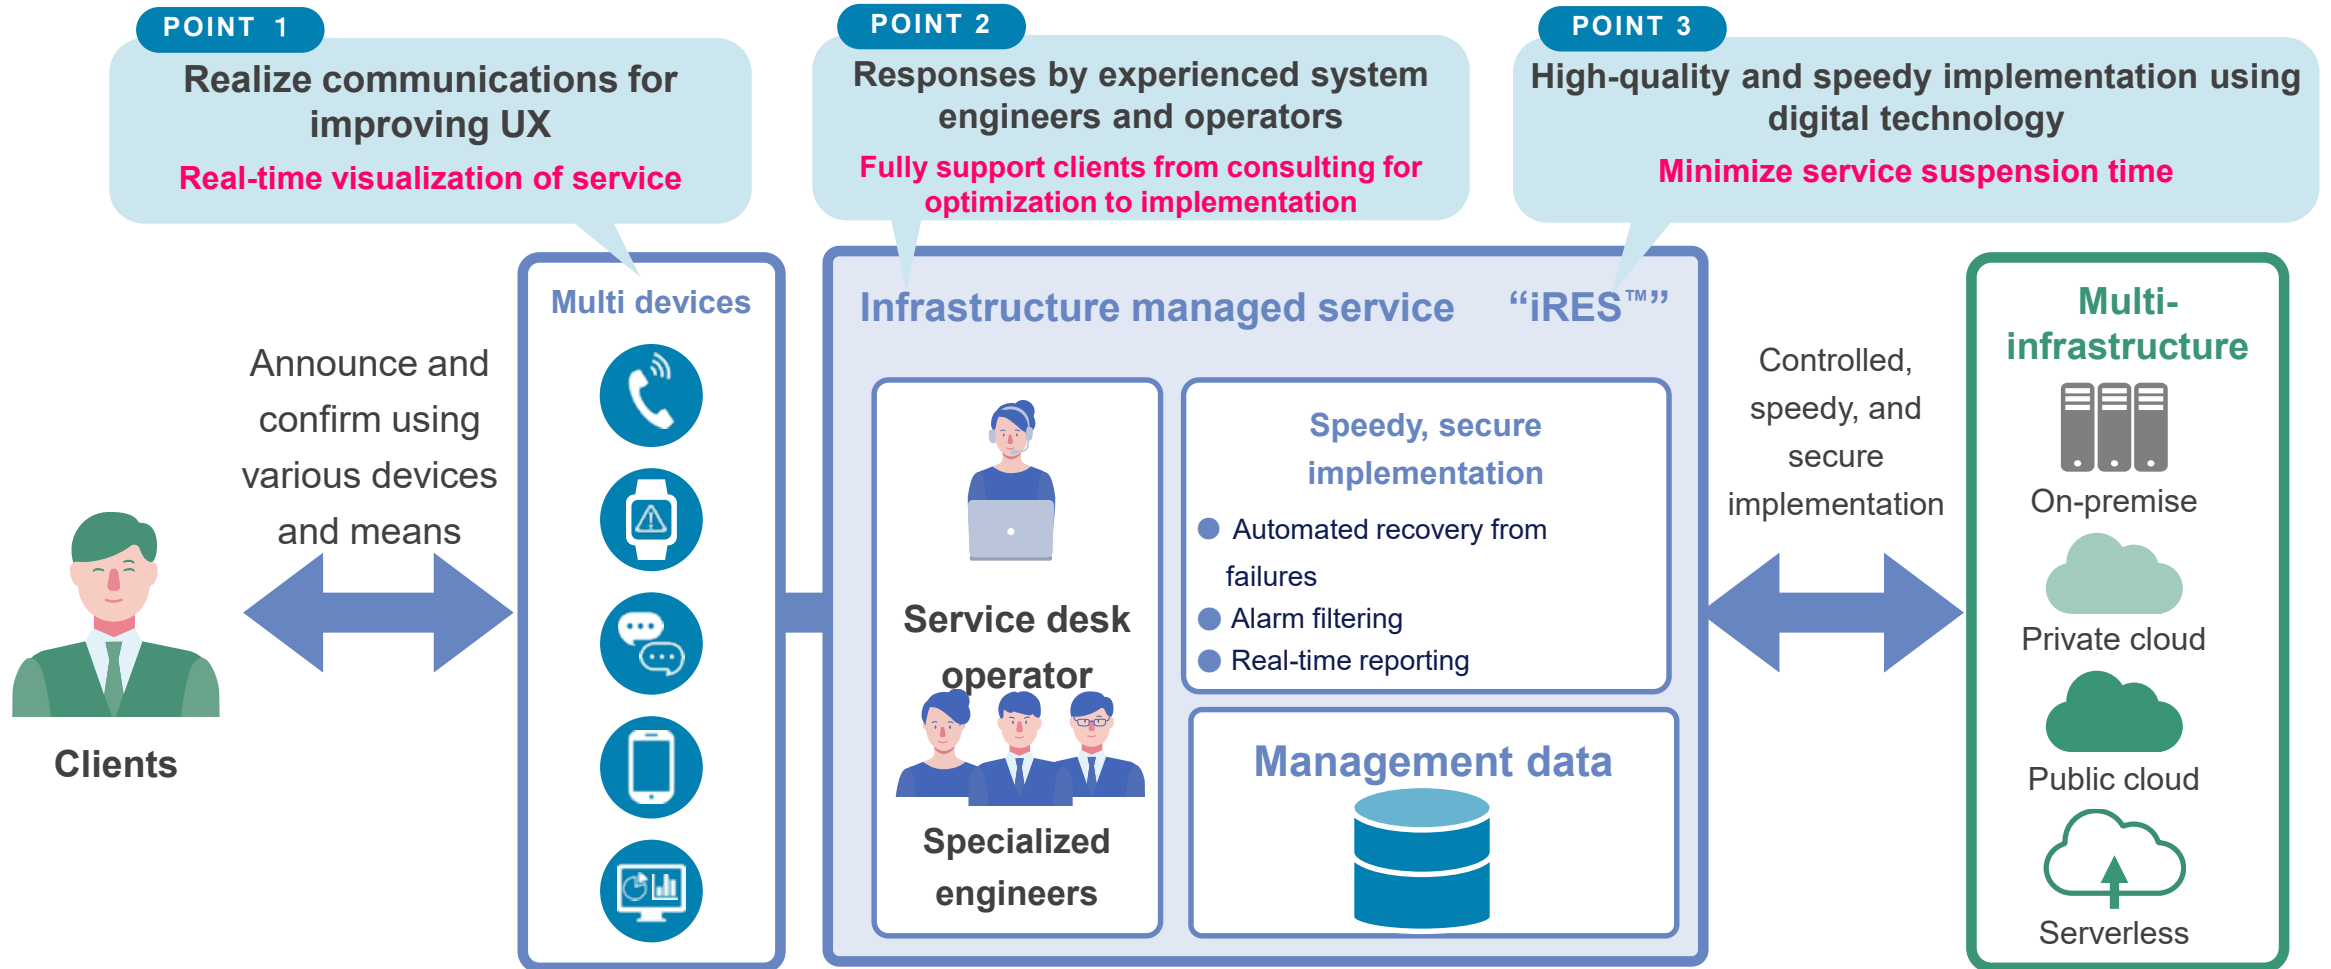 POINT 1
Realize communications for
improving UX
Real-time visualization of service
POINT 2
Responses by experienced system
engineers and operators
Fully support clients from consulting for
optimization to implementation
POINT 3
High-quality and speedy implementation using
digital technology
Minimize service suspension time
Clients
Announce and
confirm using
various devices
and means
Multi devices
Infrastructure managed service “iRES™”
Service desk
operator
Specialized
engineers
Speedy, secure
implementation
● Automated recovery from
failures
● Alarm filtering
● Real-time reporting
Management data
Controlled,
speedy, and
secure
implementation
Multi-
infrastructure
On-premise
Private cloud
Public cloud
Serverless